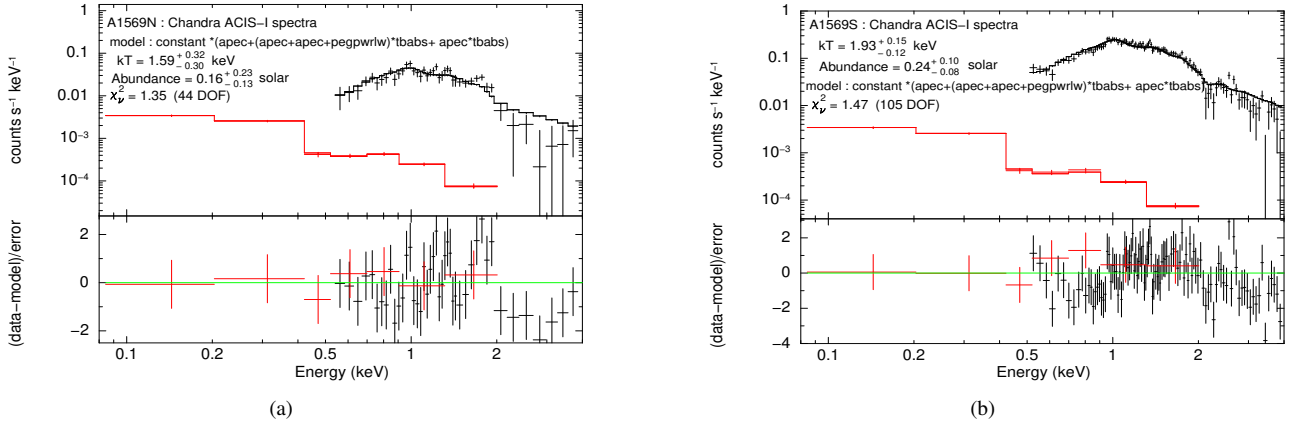 A1569N : Chandra ACIS-I spectra
model : constant *(apec+(apec+apec+pegpwrlw)*tbabs+ apec*tbabs)
kT = 1.59 +0.32 −0.30 keV
Abundance = 0.16 +0.23 −0.13 solar
χ²ν = 1.35 (44 DOF)
counts s⁻¹ keV⁻¹
1
0.1
0.01
10⁻³
10⁻⁴
(data−model)/error
2
0
−2
0.1 0.2 0.5 1 2
Energy (keV)
(a)
A1569S : Chandra ACIS-I spectra
kT = 1.93 +0.15 −0.12 keV
Abundance = 0.24 +0.10 −0.08 solar
model : constant *(apec+(apec+apec+pegpwrlw)*tbabs+ apec*tbabs)
χ²ν = 1.47 (105 DOF)
counts s⁻¹ keV⁻¹
1
0.1
0.01
10⁻³
10⁻⁴
(data−model)/error
2
0
−2
−4
0.1 0.2 0.5 1 2
Energy (keV)
(b)